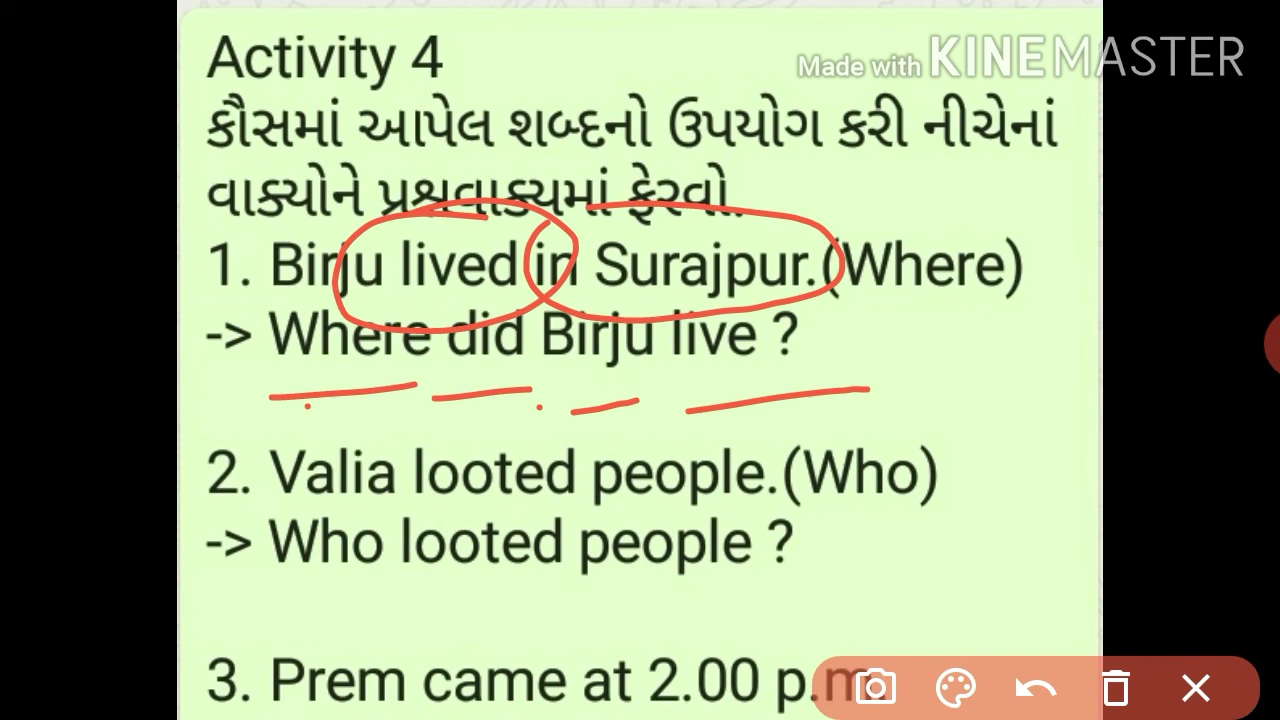 Activity 4
Made with KINEMASTER
કૌસમાં આપેલ શબ્દનો ઉપયોગ કરી નીચેનાં
વાક્યોને પ્રશ્નવાક્યમાં ફેરવો.
1. Birju lived in Surajpur.(Where)
-> Where did Birju live ?
2. Valia looted people.(Who)
-> Who looted people ?
3. Prem came at 2.00 p.m.